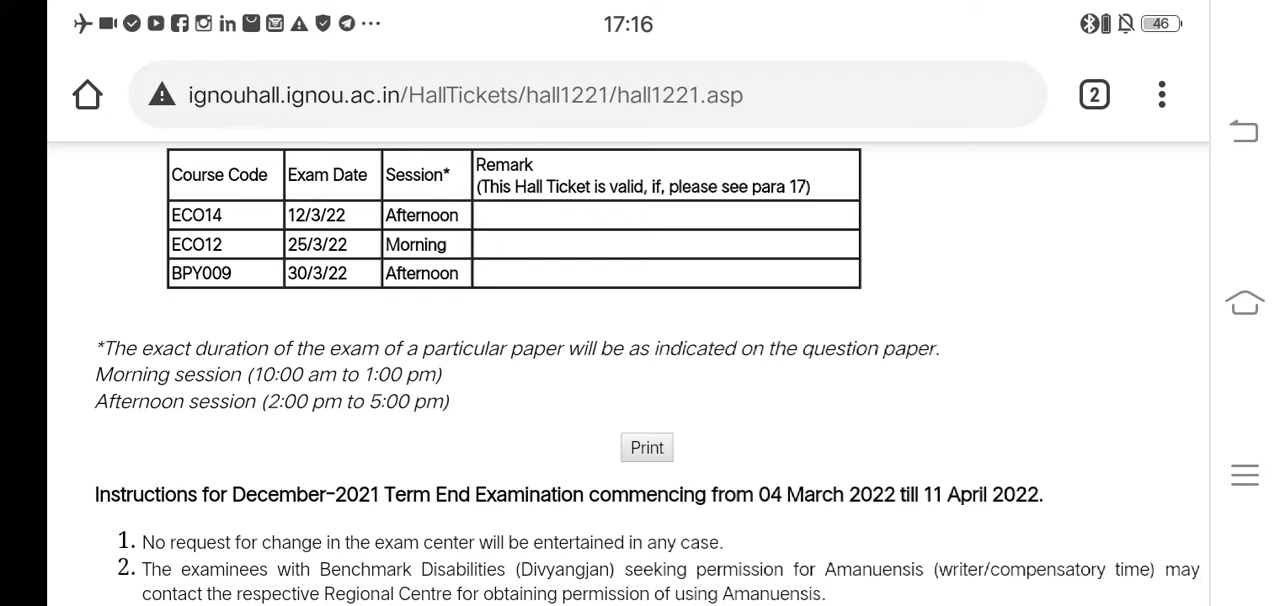 17:16
46
ignouhall.ignou.ac.in/HallTickets/hall1221/hall1221.asp
2
Course Code Exam Date Session* Remark
(This Hall Ticket is valid, if, please see para 17)
ECO14 12/3/22 Afternoon
ECO12 25/3/22 Morning
BPY009 30/3/22 Afternoon
*The exact duration of the exam of a particular paper will be as indicated on the question paper.
Morning session (10:00 am to 1:00 pm)
Afternoon session (2:00 pm to 5:00 pm)
Print
Instructions for December-2021 Term End Examination commencing from 04 March 2022 till 11 April 2022.
1. No request for change in the exam center will be entertained in any case.
2. The examinees with Benchmark Disabilities (Divyangjan) seeking permission for Amanuensis (writer/compensatory time) may
contact the respective Regional Centre for obtaining permission of using Amanuensis.